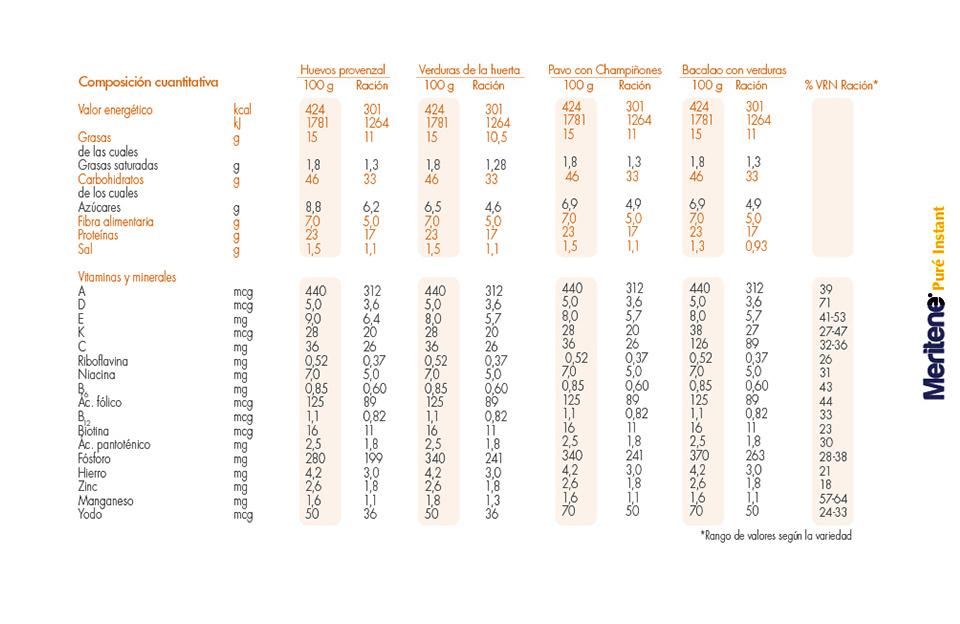 Huevos provenzal Verduras de la huerta Pavo con Champiñones Bacalao con verduras
Composición cuantitativa 100 g Ración 100 g Ración 100 g Ración 100 g Ración % VRN Ración*
Valor energético kcal 424 301 424 301 424 301 424 301
kJ 1781 1264 1781 1264 1781 1264 1781 1264
Grasas g 15 11 15 10,5 15 11 15 11
de las cuales
Grasas saturadas g 1,8 1,3 1,8 1,28 1,8 1,3 1,8 1,3
Carbohidratos g 46 33 46 33 46 33 46 33
de los cuales
Azúcares g 8,8 6,2 6,5 4,6 6,9 4,9 6,9 4,9
Fibra alimentaria g 7,0 5,0 7,0 5,0 7,0 5,0 7,0 5,0
Proteínas g 23 17 23 17 23 17 23 17
Sal g 1,5 1,1 1,5 1,1 1,5 1,1 1,3 0,93
Vitaminas y minerales
A mcg 440 312 440 312 440 312 440 312 39
D mcg 5,0 3,6 5,0 3,6 5,0 3,6 5,0 3,6 71
E mg 9,0 6,4 8,0 5,7 8,0 5,7 8,0 5,7 41-53
K mcg 28 20 28 20 28 20 38 27 27-47
C mg 36 26 36 26 36 26 126 89 32-36
Riboflavina mg 0,52 0,37 0,52 0,37 0,52 0,37 0,52 0,37 26
Niacina mg 7,0 5,0 7,0 5,0 7,0 5,0 7,0 5,0 31
B6 mg 0,85 0,60 0,85 0,60 0,85 0,60 0,85 0,60 43
Ác. fólico mcg 125 89 125 89 125 89 125 89 44
B12 mcg 1,1 0,82 1,1 0,82 1,1 0,82 1,1 0,82 33
Biotina mcg 16 11 16 11 16 11 16 11 23
Ác. pantoténico mg 2,5 1,8 2,5 1,8 2,5 1,8 2,5 1,8 30
Fósforo mg 280 199 340 241 340 241 370 263 28-38
Hierro mg 4,2 3,0 4,2 3,0 4,2 3,0 4,2 3,0 21
Zinc mg 2,6 1,8 2,6 1,8 2,6 1,8 2,6 1,8 18
Manganeso mg 1,6 1,1 1,8 1,3 1,6 1,1 1,6 1,1 57-64
Yodo mcg 50 36 50 36 70 50 70 50 24-33
*Rango de valores según la variedad
Meritene® Puré Instant